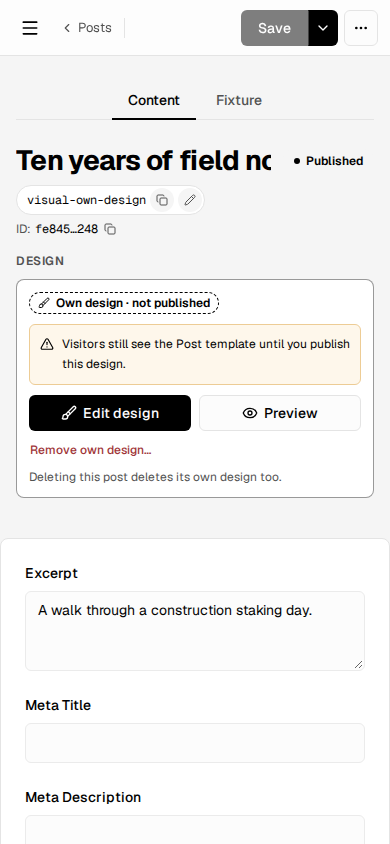 Posts
Save
Content
Fixture
Ten years of field
Published
visual-own-design
ID: fe845…248
DESIGN
Own design · not published
Visitors still see the Post template until you publish
this design.
Edit design
Preview
Remove own design…
Deleting this post deletes its own design too.
Excerpt
A walk through a construction staking day.
Meta Title
Meta Description